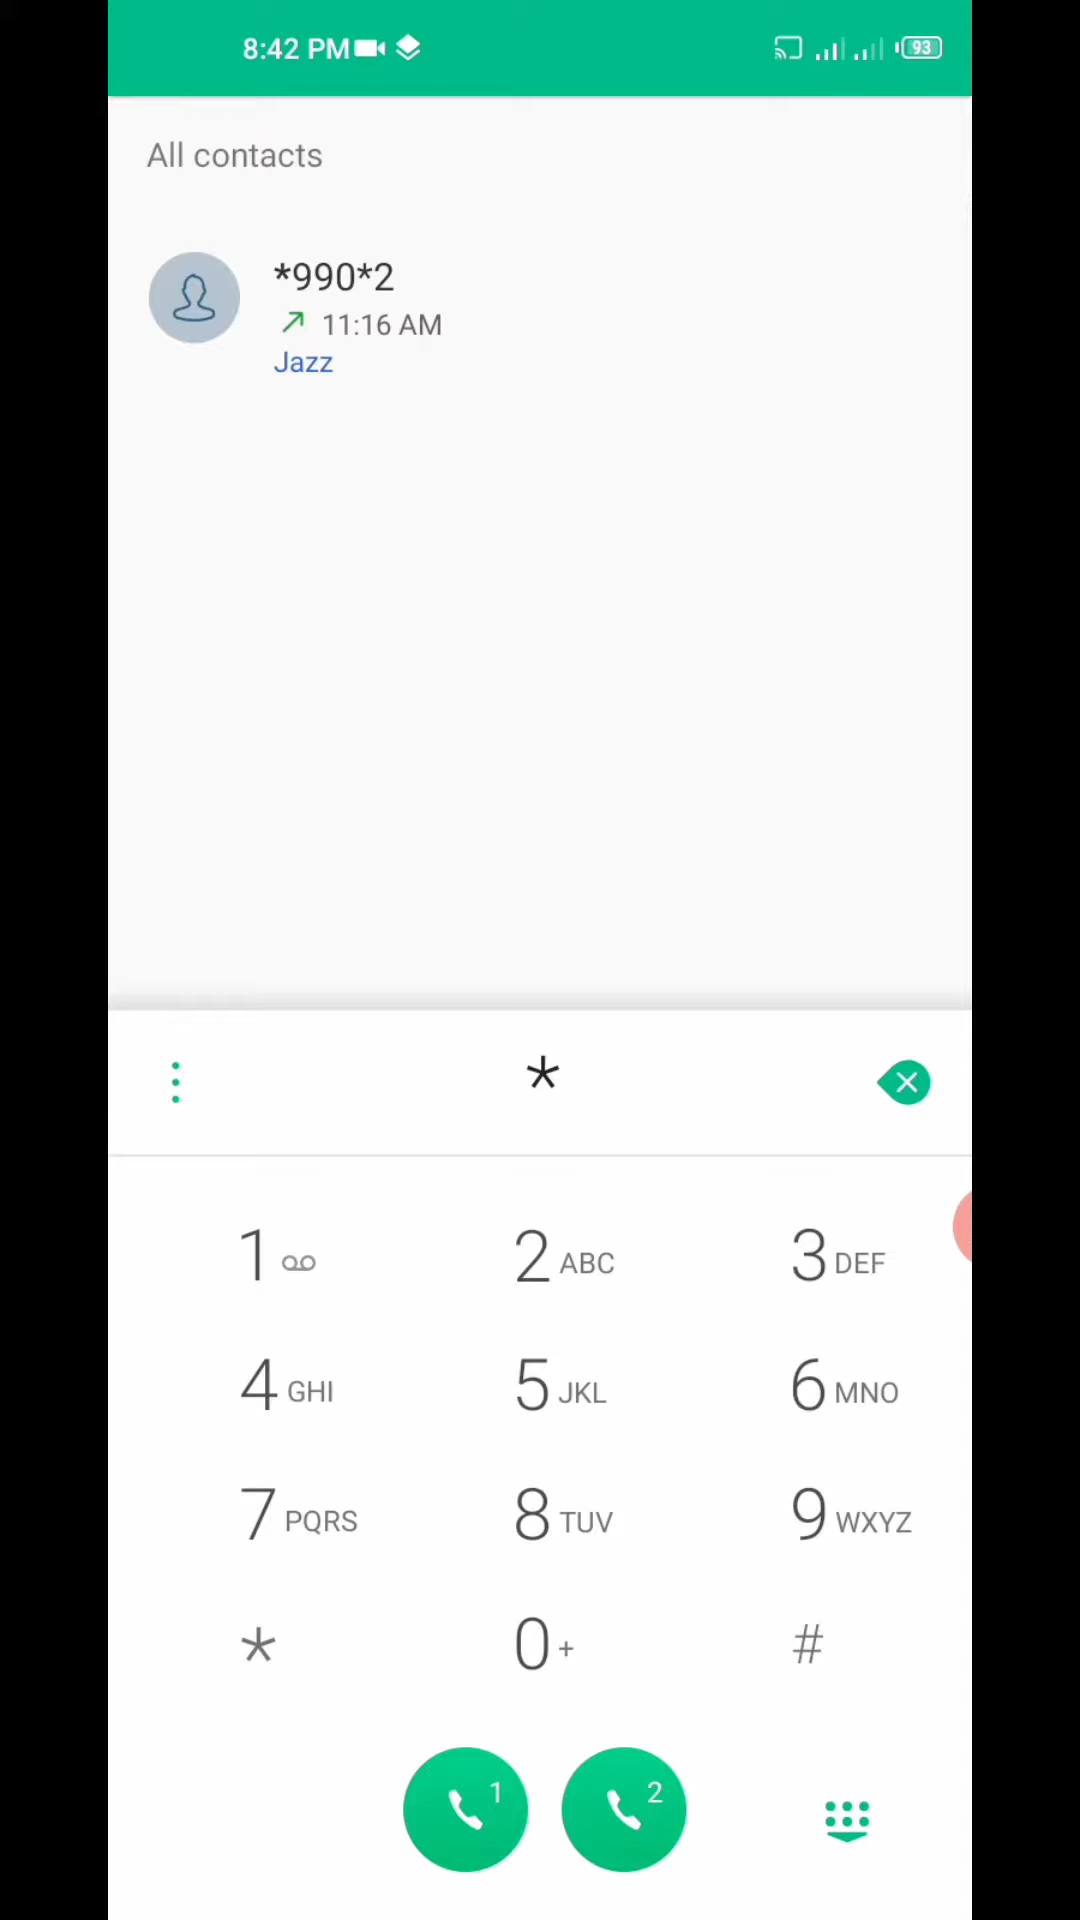 8:42 PM 93
All contacts
*990*2
11:16 AM
Jazz
*
1 2 ABC 3 DEF
4 GHI 5 JKL 6 MNO
7 PQRS 8 TUV 9 WXYZ
* 0 + #
1 2